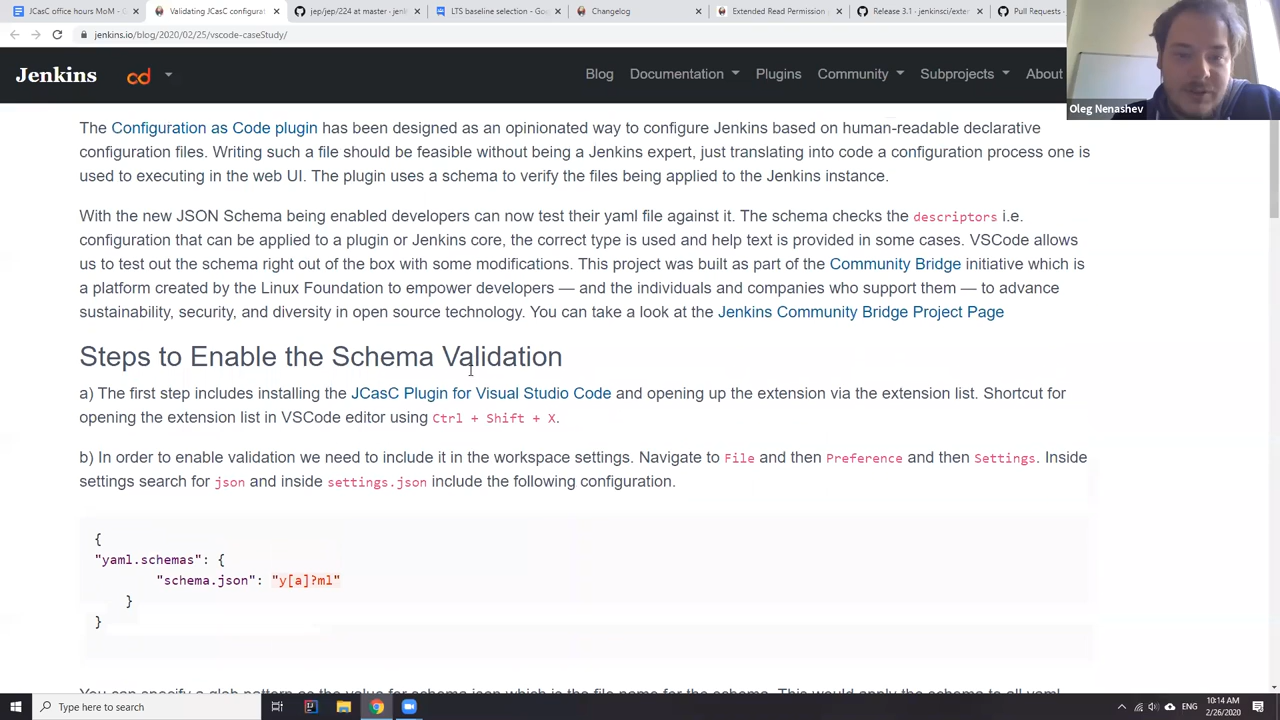 JCasC office hours MoM - G
Validating JCasC configurat
jep/jep/224 at master · jenk
LTS baseline selection - Goo
Changelog
Extended Read Permission
Release 3.1 · jenkinsci/exter
Pull Requests
jenkins.io/blog/2020/02/25/vscode-caseStudy/
Jenkins
cd
Blog Documentation Plugins Community Subprojects About
Oleg Nenashev
The Configuration as Code plugin has been designed as an opinionated way to configure Jenkins based on human-readable declarative
configuration files. Writing such a file should be feasible without being a Jenkins expert, just translating into code a configuration process one is
used to executing in the web UI. The plugin uses a schema to verify the files being applied to the Jenkins instance.
With the new JSON Schema being enabled developers can now test their yaml file against it. The schema checks the descriptors i.e.
configuration that can be applied to a plugin or Jenkins core, the correct type is used and help text is provided in some cases. VSCode allows
us to test out the schema right out of the box with some modifications. This project was built as part of the Community Bridge initiative which is
a platform created by the Linux Foundation to empower developers — and the individuals and companies who support them — to advance
sustainability, security, and diversity in open source technology. You can take a look at the Jenkins Community Bridge Project Page
Steps to Enable the Schema Validation
a) The first step includes installing the JCasC Plugin for Visual Studio Code and opening up the extension via the extension list. Shortcut for
opening the extension list in VSCode editor using Ctrl + Shift + X.
b) In order to enable validation we need to include it in the workspace settings. Navigate to File and then Preference and then Settings. Inside
settings search for json and inside settings.json include the following configuration.
{
"yaml.schemas": {
"schema.json": "y[a]?ml"
}
}
You can specify a glob pattern as the value for schema.json which is the file name for the schema. This would apply the schema to all yaml
Type here to search
ENG
10:14 AM
2/26/2020